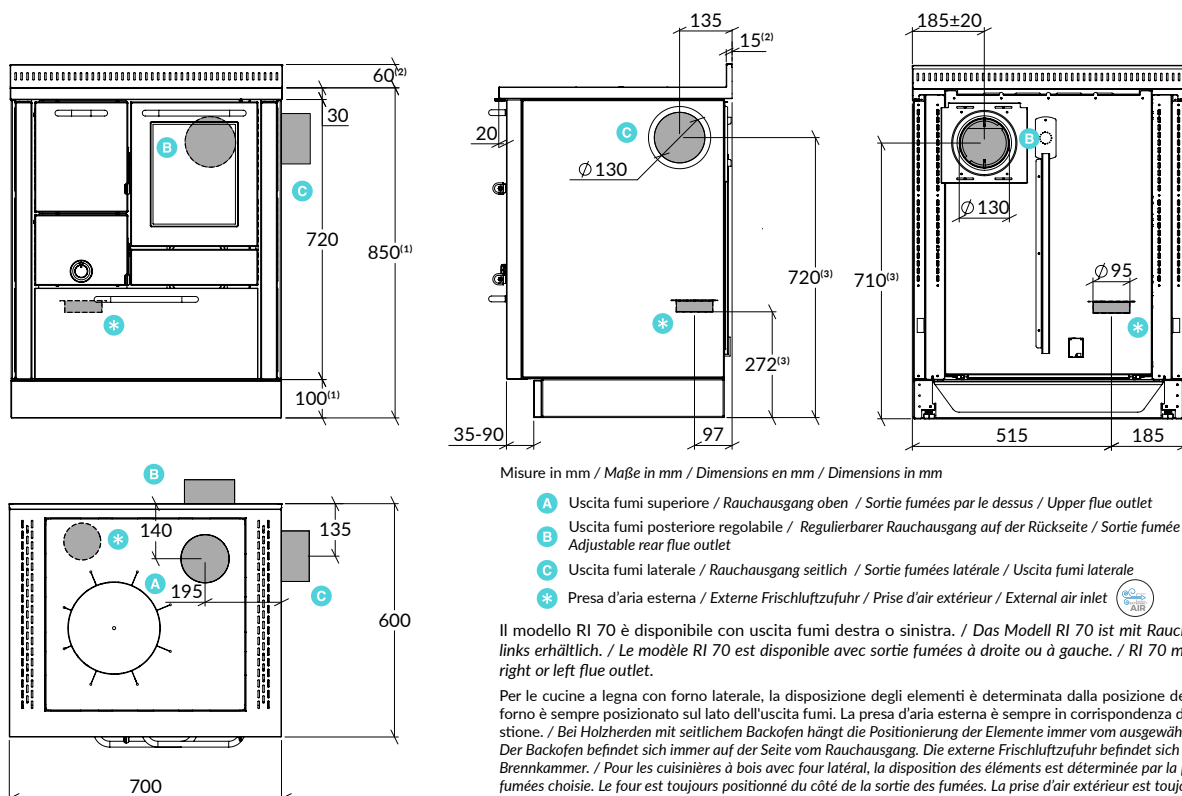 135
185±20
15⁽²⁾
60⁽²⁾
30
20
B
C
C
B
Ø 130
Ø 130
720
850⁽¹⁾
720⁽³⁾
710⁽³⁾
Ø 95
*
*
*
272⁽³⁾
100⁽¹⁾
35-90
97
515
185
B
140
135
*
A
195
C
600
700
Misure in mm / Maße in mm / Dimensions en mm / Dimensions in mm
A Uscita fumi superiore / Rauchausgang oben / Sortie fumées par le dessus / Upper flue outlet
B Uscita fumi posteriore regolabile / Regulierbarer Rauchausgang auf der Rückseite / Sortie fumée
Adjustable rear flue outlet
C Uscita fumi laterale / Rauchausgang seitlich / Sortie fumées latérale / Uscita fumi laterale
* Presa d'aria esterna / Externe Frischluftzufuhr / Prise d'air extérieur / External air inlet
AIR
Il modello RI 70 è disponibile con uscita fumi destra o sinistra. / Das Modell RI 70 ist mit Rauch
links erhältlich. / Le modèle RI 70 est disponible avec sortie fumées à droite ou à gauche. / RI 70 m
right or left flue outlet.
Per le cucine a legna con forno laterale, la disposizione degli elementi è determinata dalla posizione de
forno è sempre posizionato sul lato dell'uscita fumi. La presa d'aria esterna è sempre in corrispondenza d
stione. / Bei Holzherden mit seitlichem Backofen hängt die Positionierung der Elemente immer vom ausgewäh
Der Backofen befindet sich immer auf der Seite vom Rauchausgang. Die externe Frischluftzufuhr befindet sich
Brennkammer. / Pour les cuisinières à bois avec four latéral, la disposition des éléments est déterminée par la
fumées choisie. Le four est toujours positionné du côté de la sortie des fumées. La prise d'air extérieur est toujo